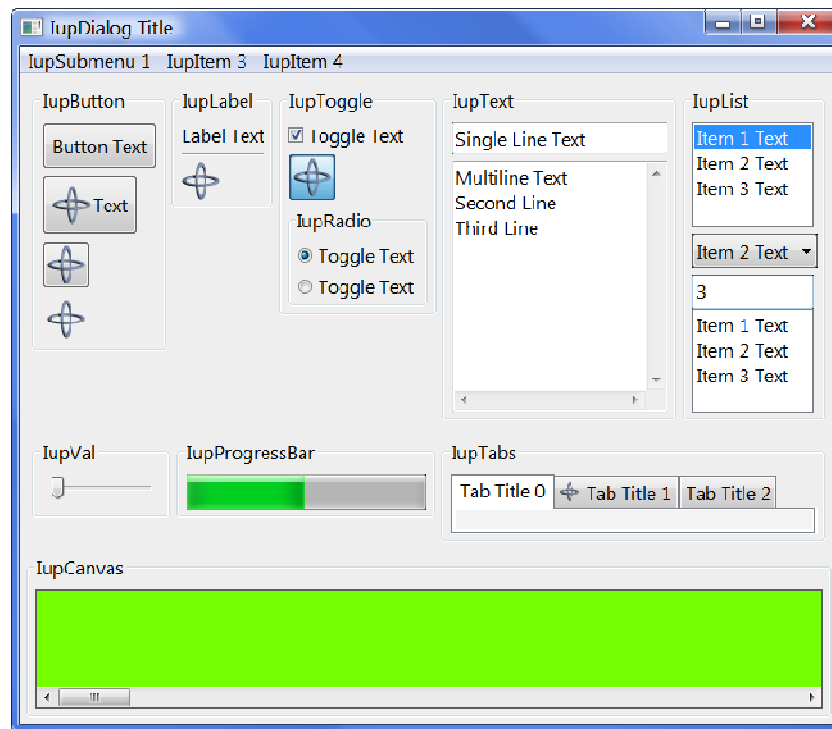 IupDialog Title
IupSubmenu 1 IupItem 3 IupItem 4
IupButton
Button Text
Text
IupLabel
Label Text
IupToggle
Toggle Text
IupRadio
Toggle Text
Toggle Text
IupText
Single Line Text
Multiline Text
Second Line
Third Line
IupList
Item 1 Text
Item 2 Text
Item 3 Text
Item 2 Text
3
Item 1 Text
Item 2 Text
Item 3 Text
IupVal
IupProgressBar
IupTabs
Tab Title 0 Tab Title 1 Tab Title 2
IupCanvas